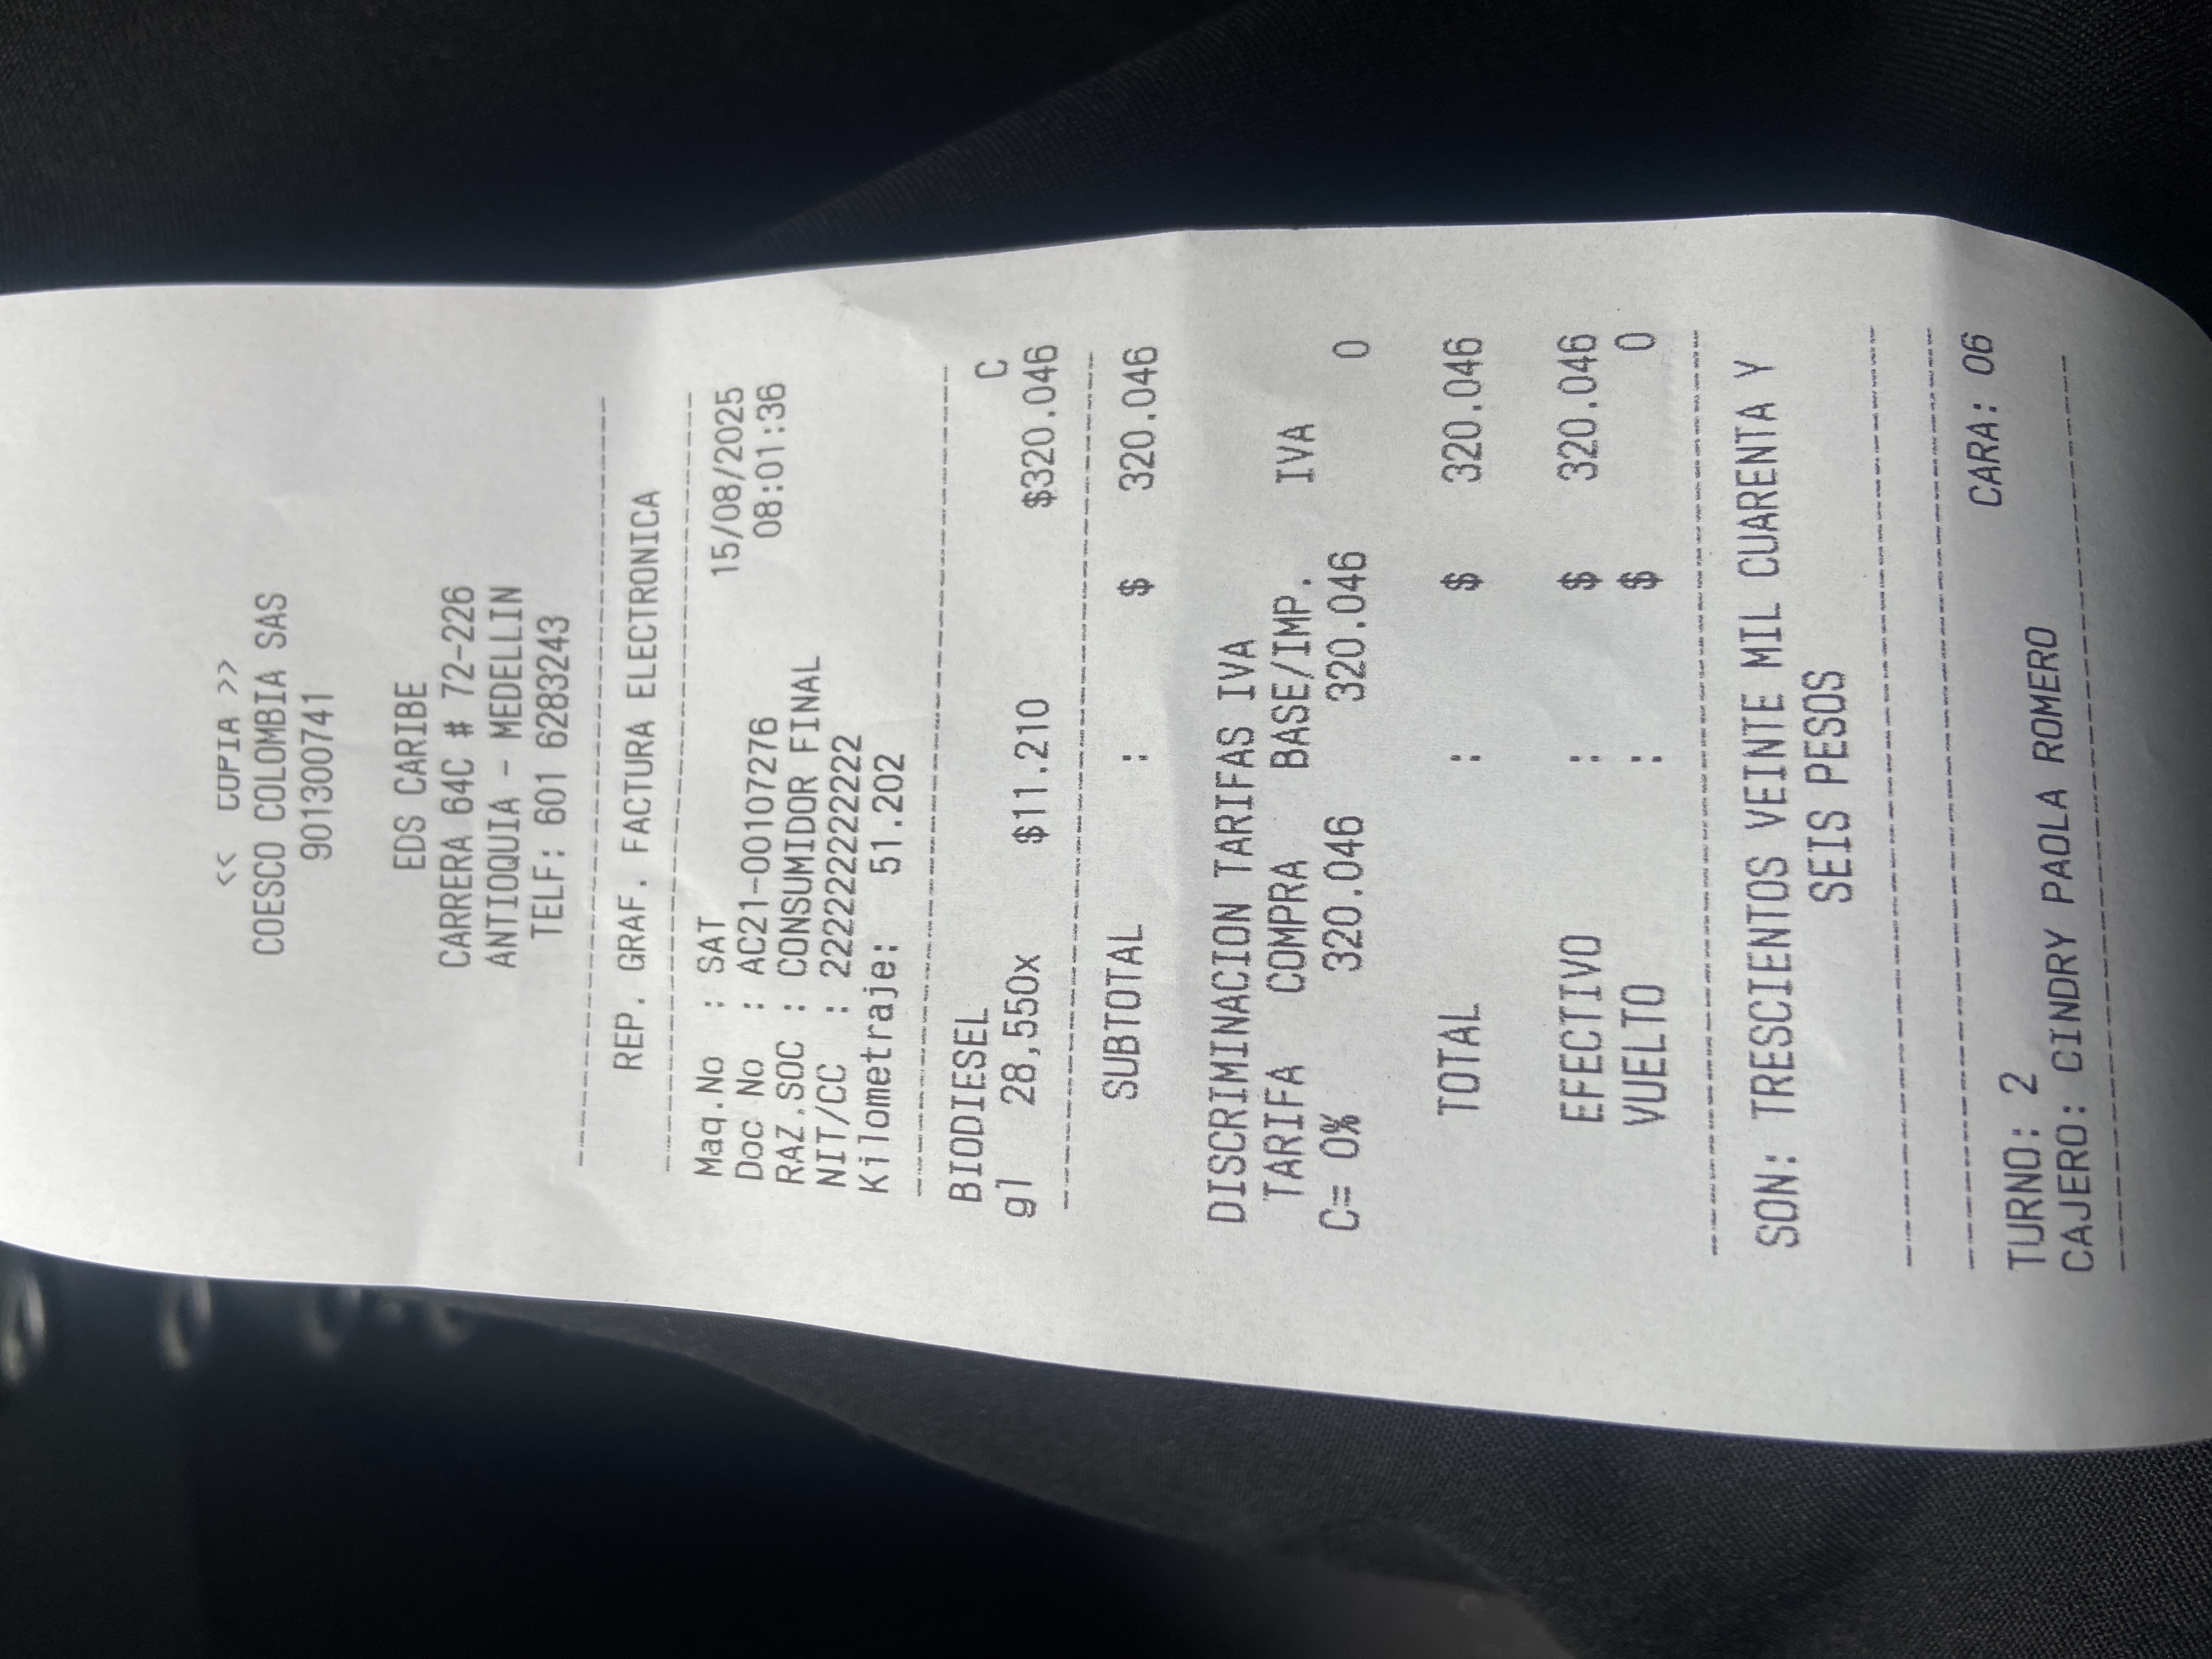 << COPIA >>
COESCO COLOMBIA SAS
901300741
EDS CARIBE
CARRERA 64C # 72-226
ANTIOQUIA - MEDELLIN
TELF: 601 6283243
REP. GRAF. FACTURA ELECTRONICA
Maq.No : SAT 15/08/2025
Doc No : AC21-00107276 08:01:36
RAZ.SOC : CONSUMIDOR FINAL
NIT/CC : 222222222222
Kilometraje: 51.202
BIODIESEL C
gl 28,550x $11.210 $320.046
SUBTOTAL : $ 320.046
DISCRIMINACION TARIFAS IVA
TARIFA COMPRA BASE/IMP. IVA
C= 0% 320.046 320.046 0
TOTAL : $ 320.046
EFECTIVO : $ 320.046
VUELTO : $ 0
SON: TRESCIENTOS VEINTE MIL CUARENTA Y
SEIS PESOS
CARA: 06
TURNO: 2
CAJERO: CINDRY PAOLA ROMERO